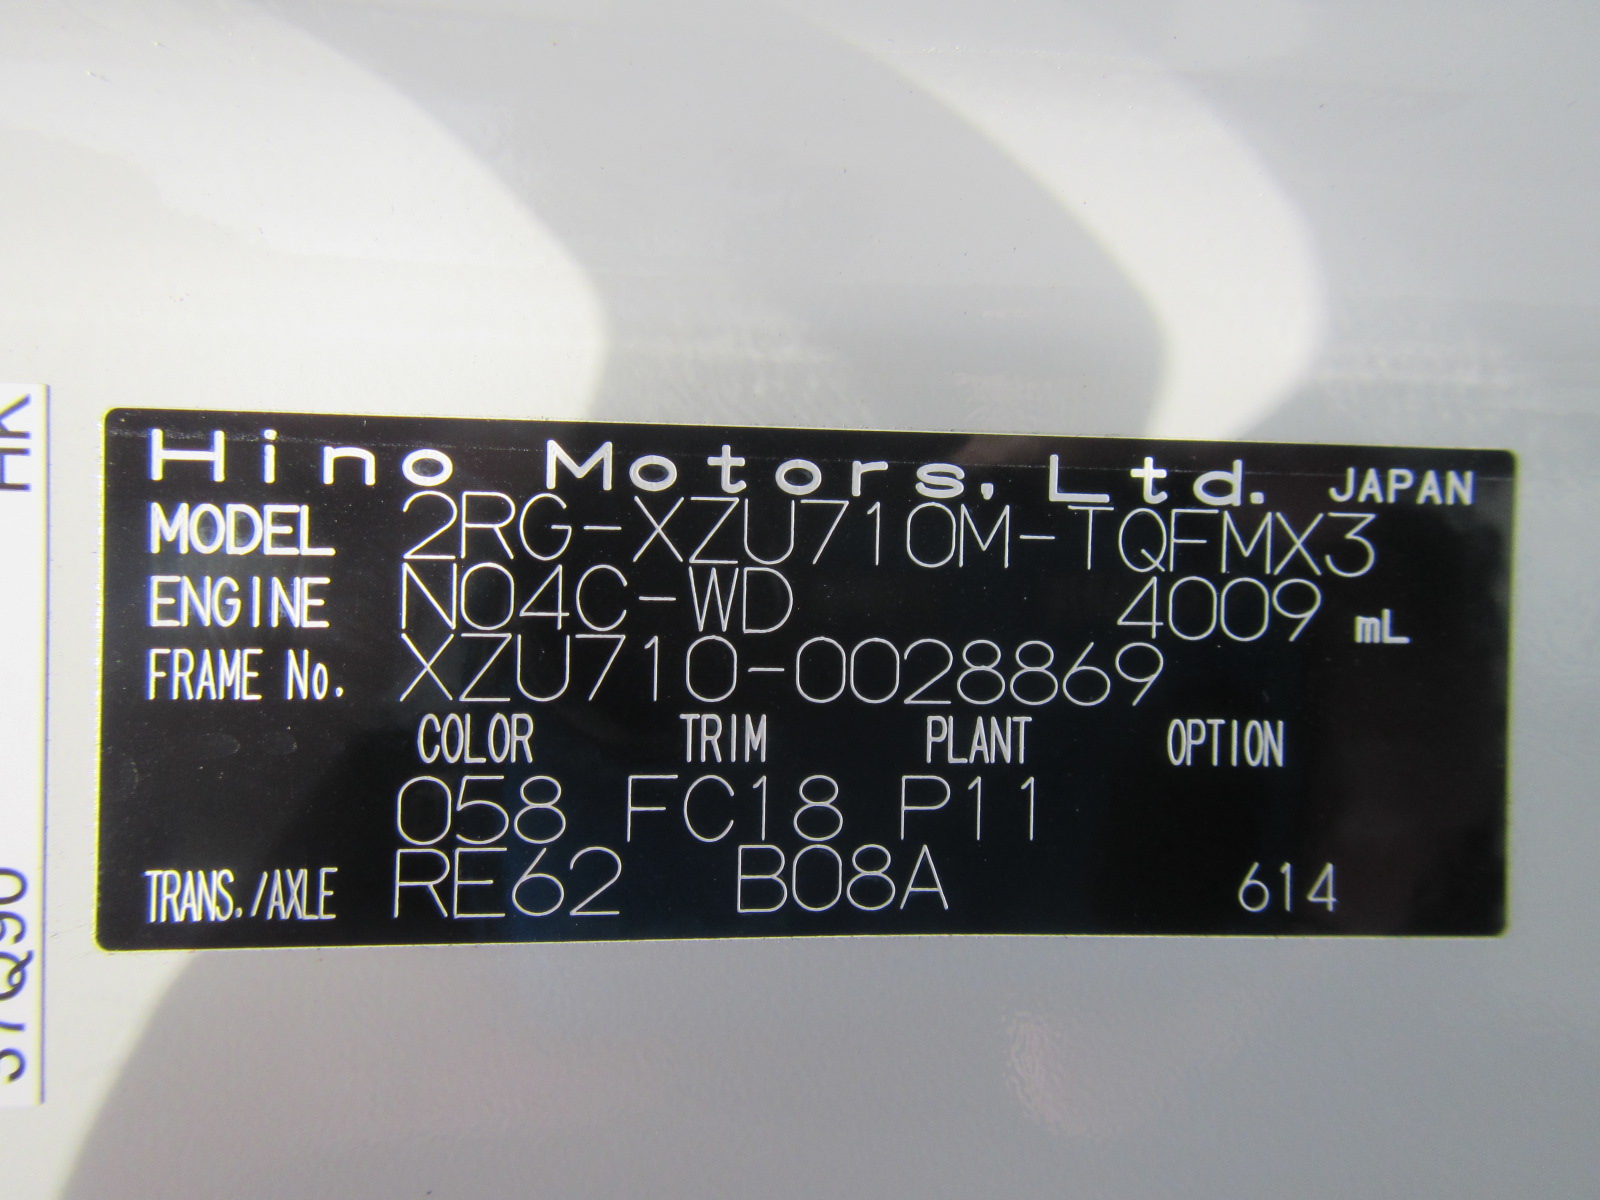 Hino Motors, Ltd. JAPAN
MODEL 2RG-XZU710M-TQFMX3
ENGINE N04C-WD 4009 mL
FRAME No. XZU710-0028869
COLOR TRIM PLANT OPTION
058 FC18 P11
TRANS./AXLE RE62 B08A 614
HK